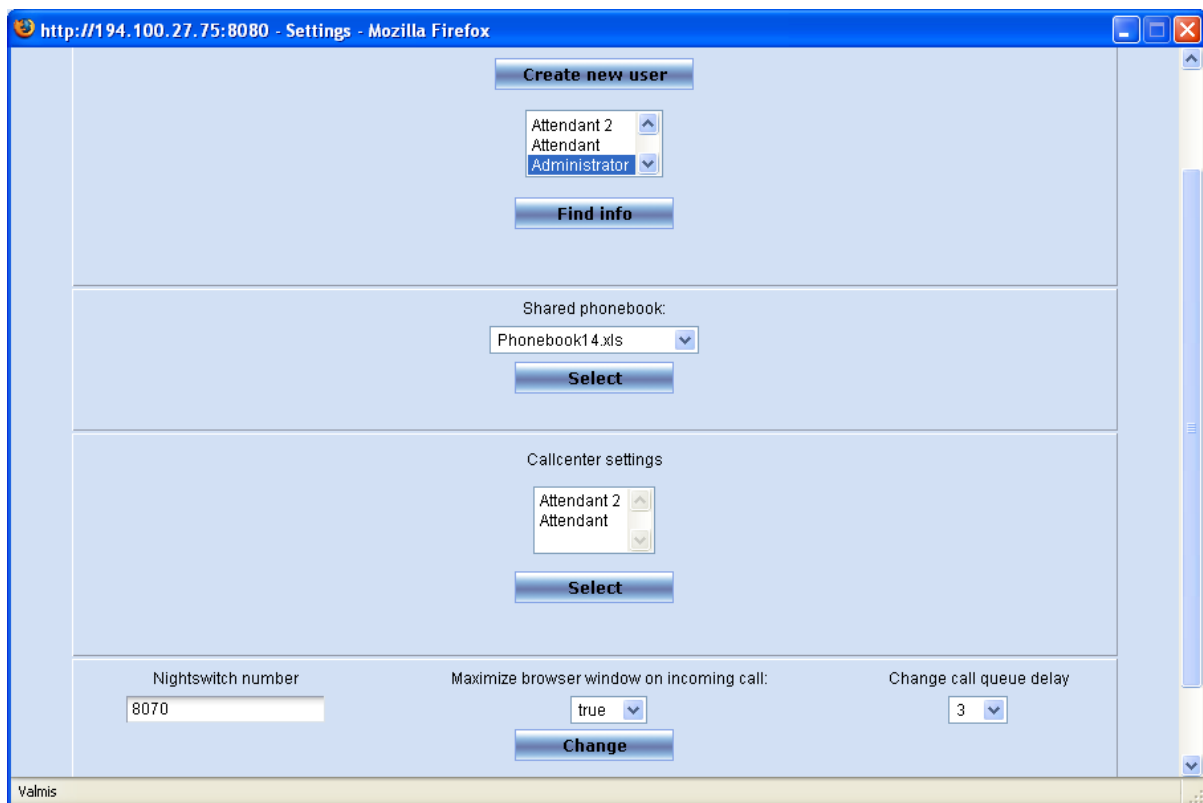 http://194.100.27.75:8080 - Settings - Mozilla Firefox
Create new user
Attendant 2
Attendant
Administrator
Find info
Shared phonebook:
Phonebook14.xls
Select
Callcenter settings
Attendant 2
Attendant
Select
Nightswitch number
Maximize browser window on incoming call:
Change call queue delay
8070
true
3
Change
Valmis